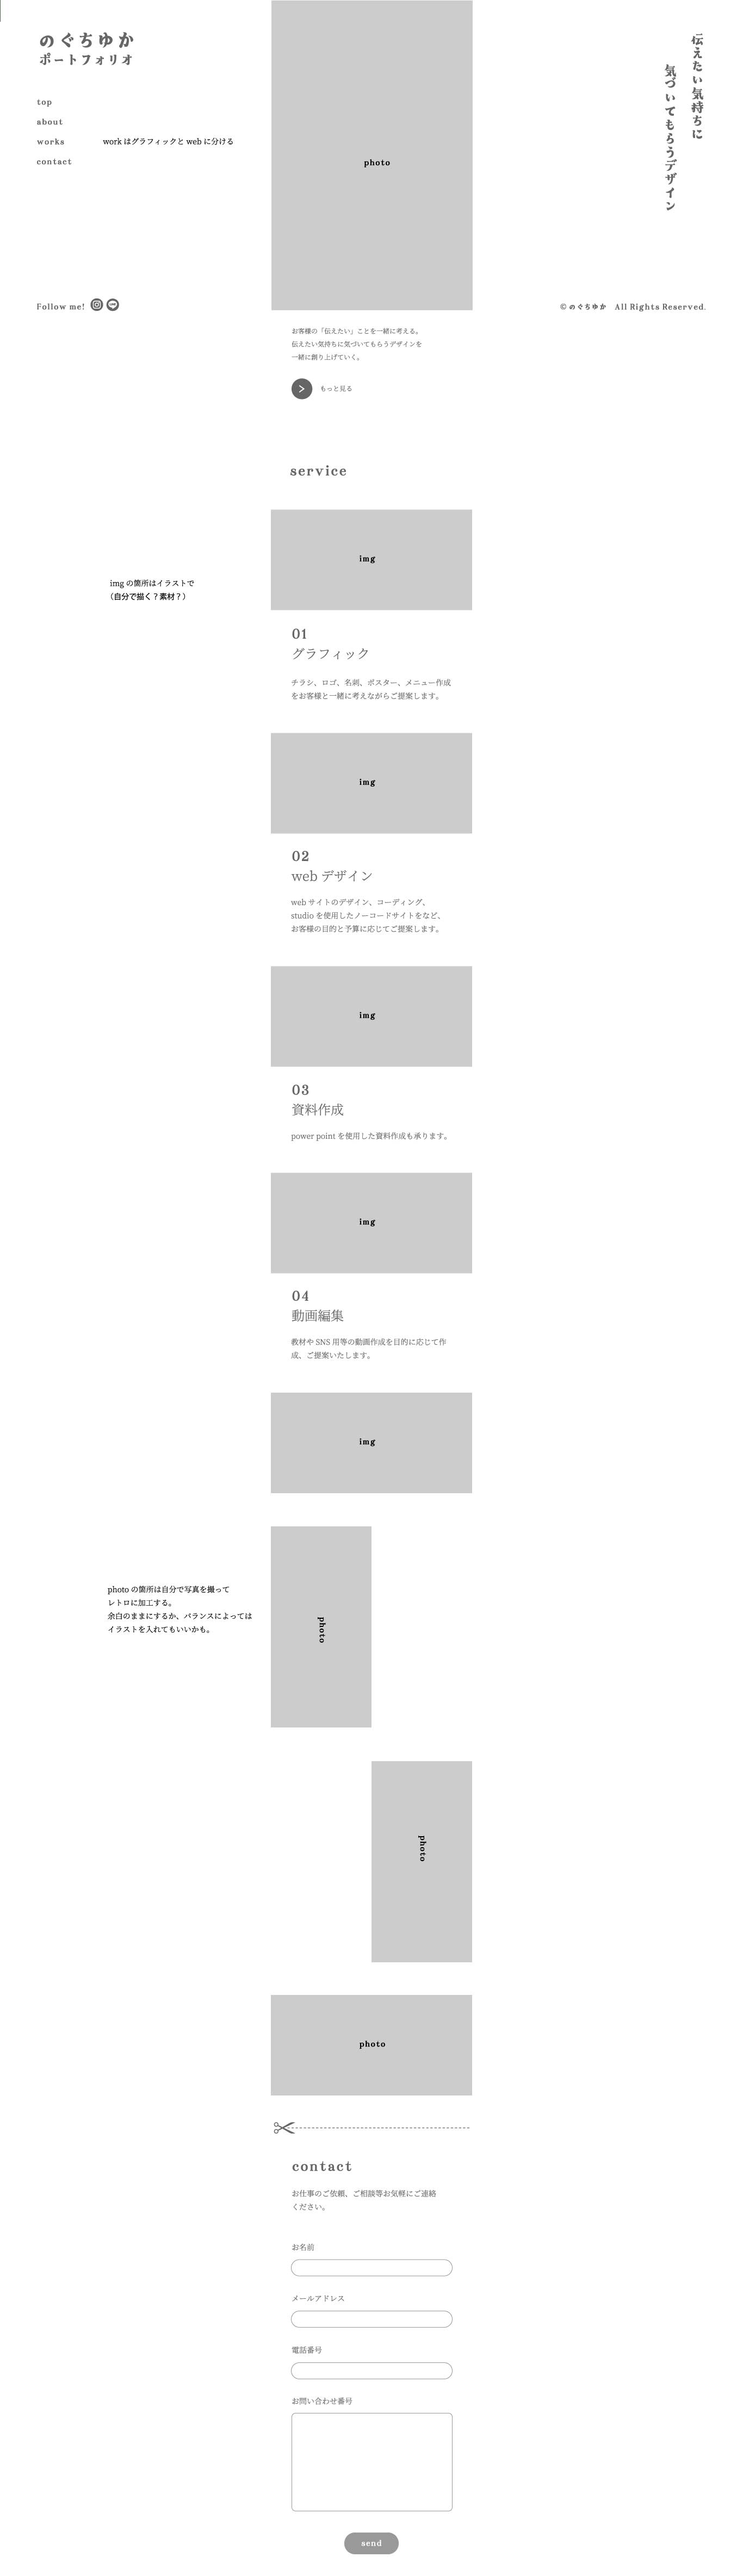 のぐちゆか
ポートフォリオ
top
about
works
work はグラフィックと web に分ける
contact
photo
伝えたい気持ちに
気づいてもらうデザイン
Follow me!
© のぐちゆか All Rights Reserved.
お客様の「伝えたい」ことを一緒に考える。
伝えたい気持ちに気づいてもらうデザインを
一緒に創り上げていく。
もっと見る
service
img
img の箇所はイラストで
（自分で描く？素材？）
01
グラフィック
チラシ、ロゴ、名刺、ポスター、メニュー作成
をお客様と一緒に考えながらご提案します。
img
02
web デザイン
web サイトのデザイン、コーディング、
studio を使用したノーコードサイトをなど、
お客様の目的と予算に応じてご提案します。
img
03
資料作成
power point を使用した資料作成も承ります。
img
04
動画編集
教材や SNS 用等の動画作成を目的に応じて作
成、ご提案いたします。
img
photo の箇所は自分で写真を撮って
レトロに加工する。
余白のままにするか、バランスによっては
イラストを入れてもいいかも。
photo
photo
photo
contact
お仕事のご依頼、ご相談等お気軽にご連絡
ください。
お名前
メールアドレス
電話番号
お問い合わせ番号
send